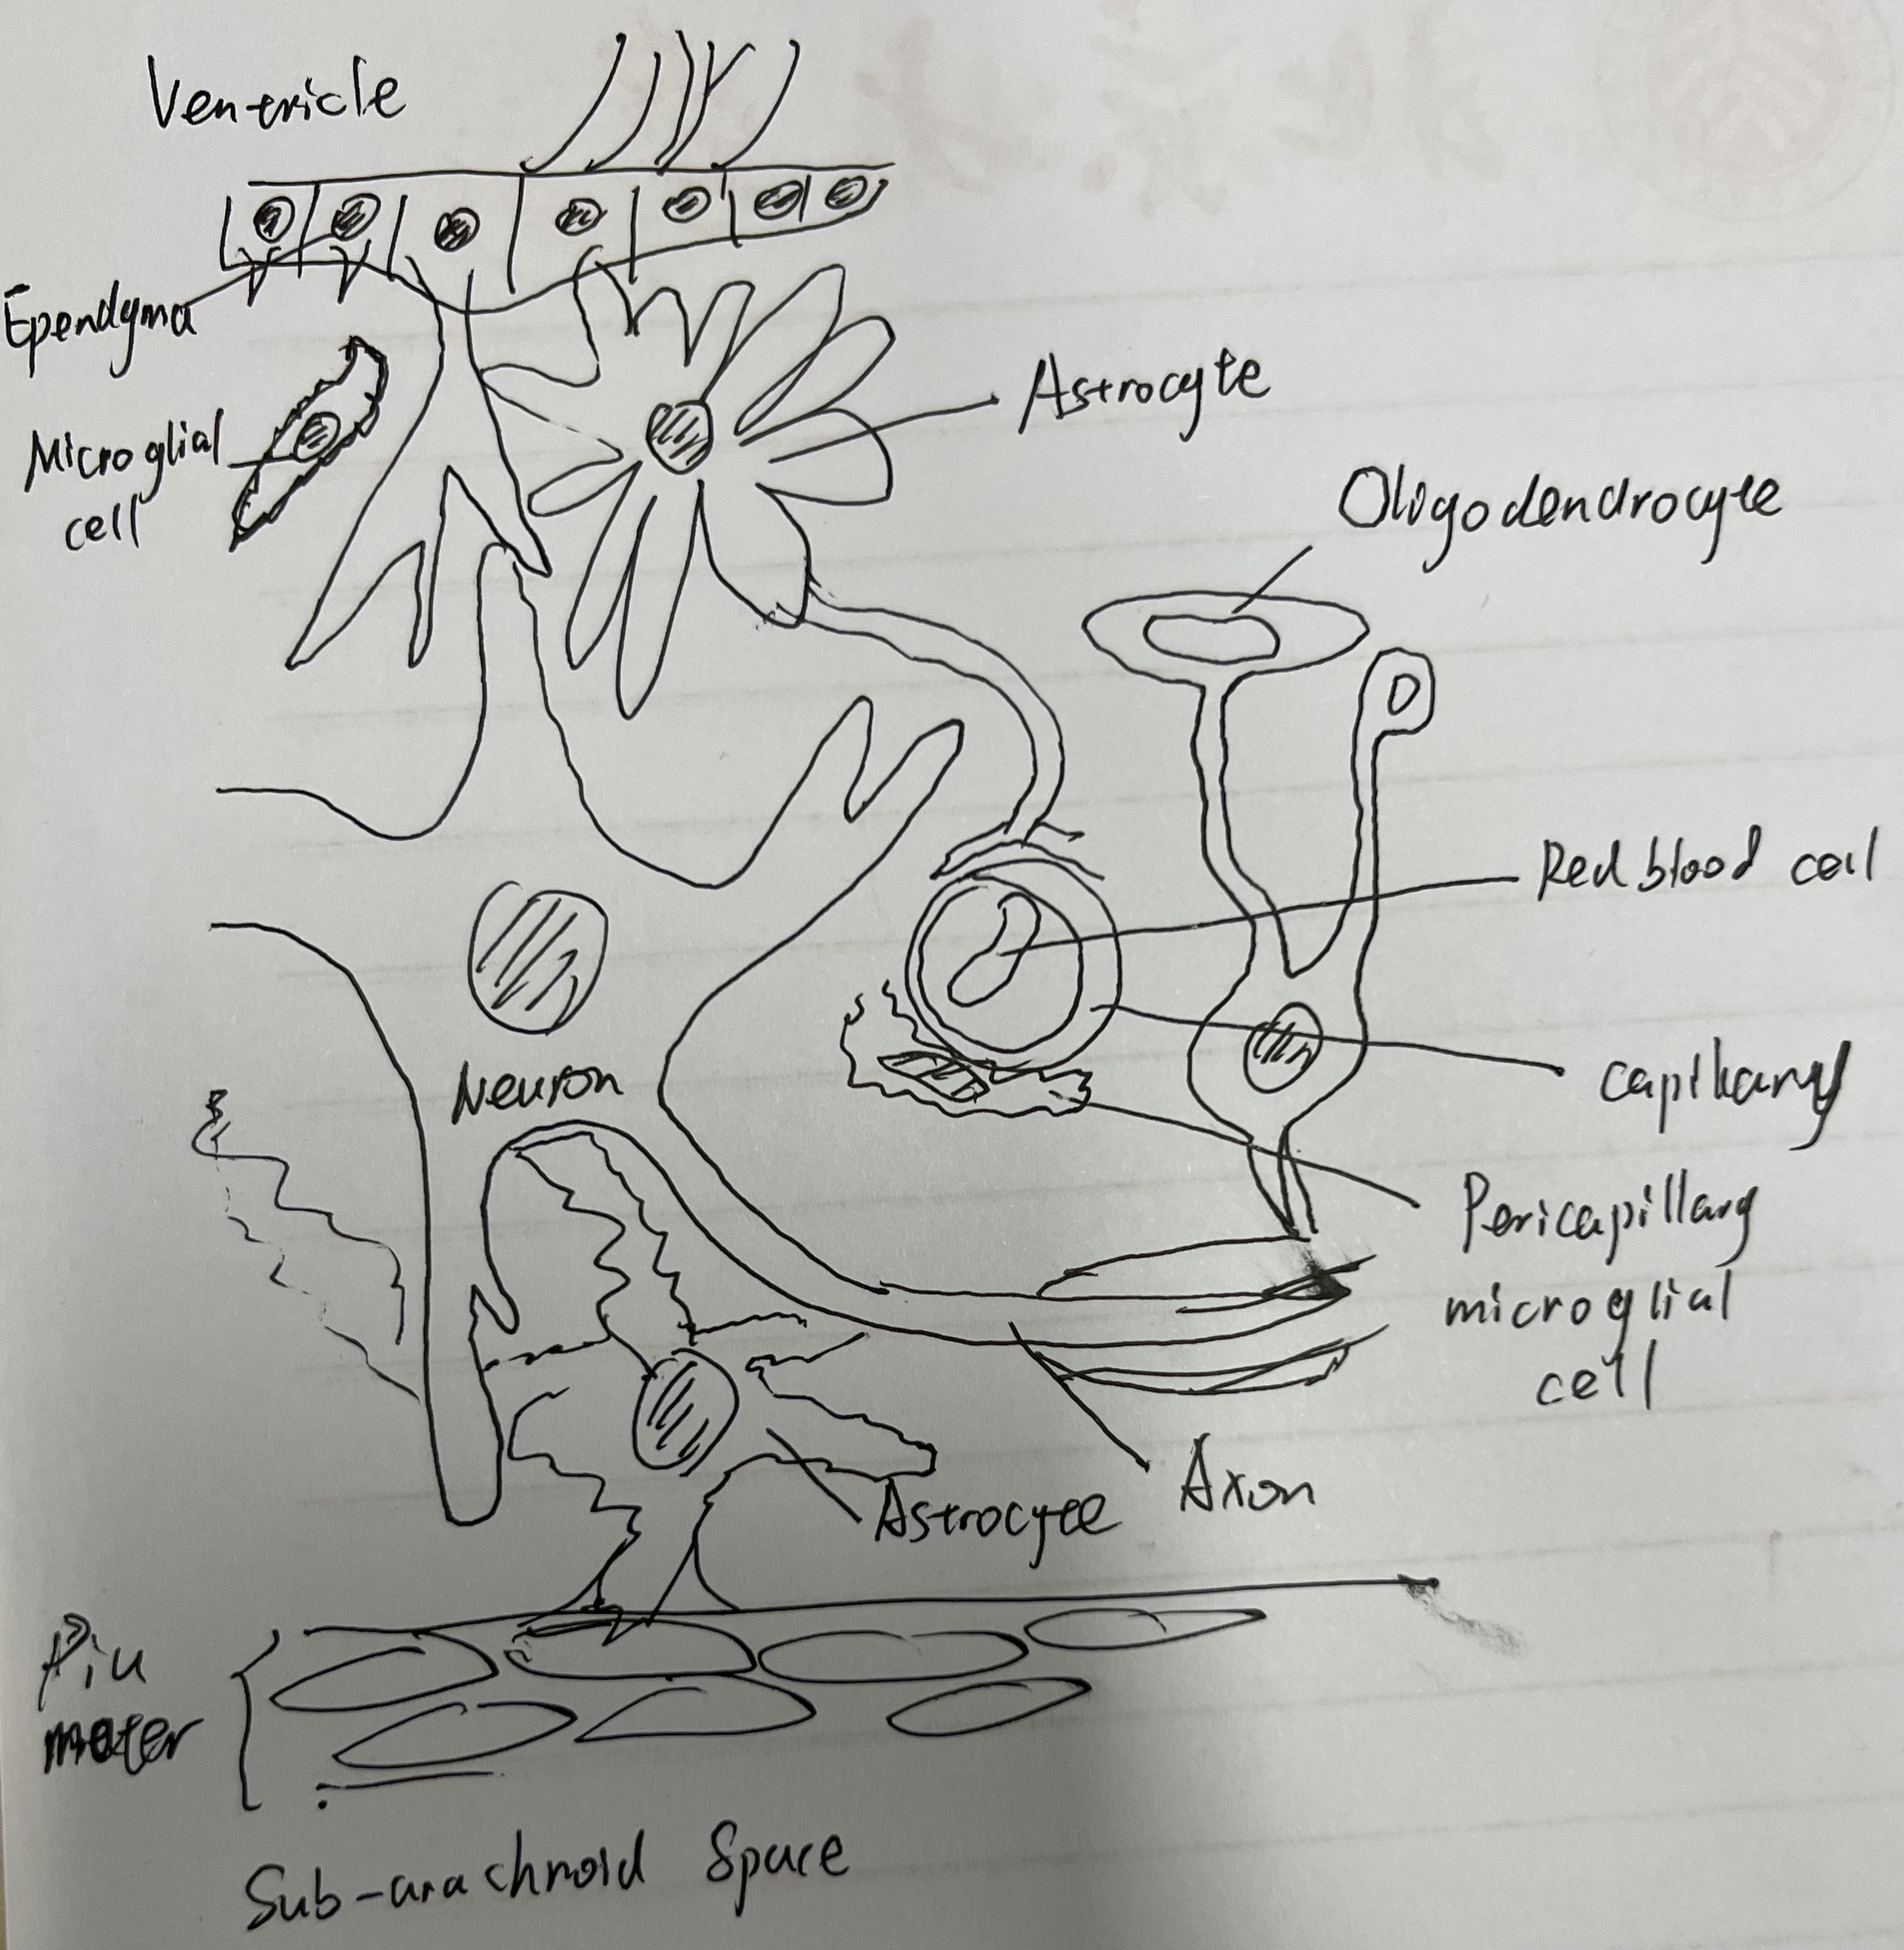 Ventricle
Ependyma
Microglial
cell
Astrocyte
Oligodendrocyte
Red blood cell
Neuron
capillary
Pericapillary
microglial
cell
Axon
Astrocyte
Pia
mater
Sub-arachnoid Space